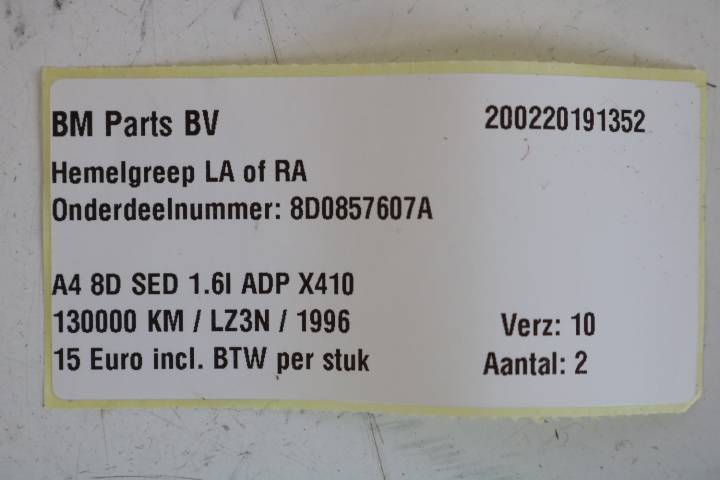 BM Parts BV 200220191352
Hemelgreep LA of RA
Onderdeelnummer: 8D0857607A
A4 8D SED 1.6I ADP X410
130000 KM / LZ3N / 1996 Verz: 10
15 Euro incl. BTW per stuk Aantal: 2